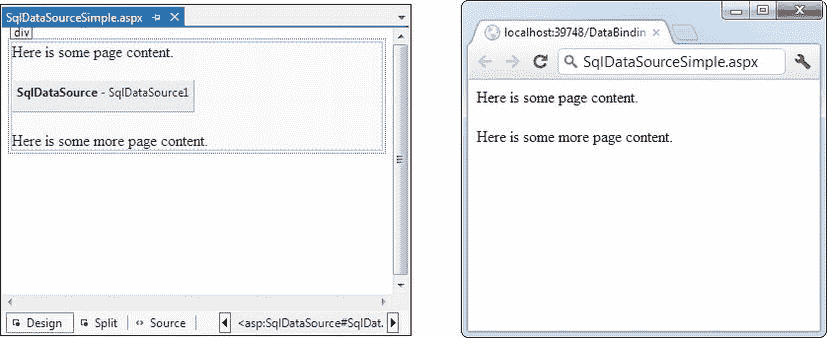 SqlDataSourceSimple.aspx
div
Here is some page content.
SqlDataSource - SqlDataSource1
Here is some more page content.
Design Split Source <asp:SqlDataSource#SqlDat.
localhost:39748/DataBindin
SqlDataSourceSimple.aspx
Here is some page content.
Here is some more page content.